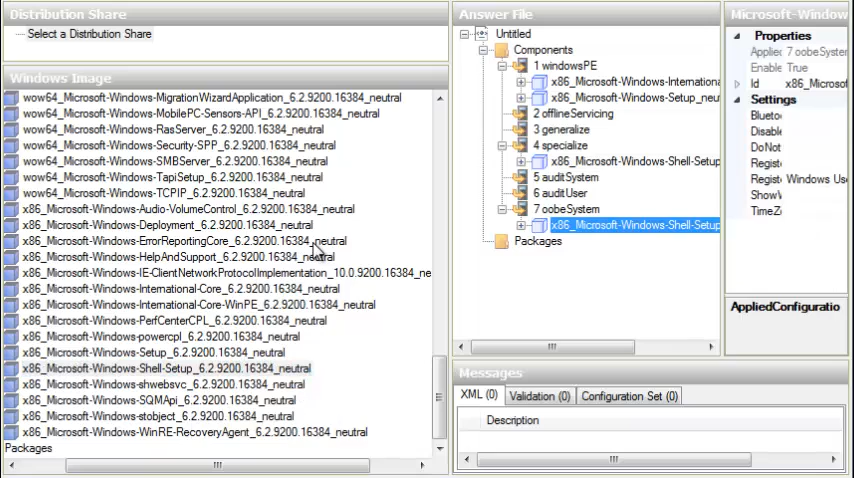 Distribution Share
Select a Distribution Share
Windows Image
wow64_Microsoft-Windows-MigrationWizardApplication_6.2.9200.16384_neutral
wow64_Microsoft-Windows-MobilePC-Sensors-API_6.2.9200.16384_neutral
wow64_Microsoft-Windows-RasServer_6.2.9200.16384_neutral
wow64_Microsoft-Windows-Security-SPP_6.2.9200.16384_neutral
wow64_Microsoft-Windows-SMBServer_6.2.9200.16384_neutral
wow64_Microsoft-Windows-TapiSetup_6.2.9200.16384_neutral
wow64_Microsoft-Windows-TCPIP_6.2.9200.16384_neutral
x86_Microsoft-Windows-Audio-VolumeControl_6.2.9200.16384_neutral
x86_Microsoft-Windows-Deployment_6.2.9200.16384_neutral
x86_Microsoft-Windows-ErrorReportingCore_6.2.9200.16384_neutral
x86_Microsoft-Windows-HelpAndSupport_6.2.9200.16384_neutral
x86_Microsoft-Windows-IE-ClientNetworkProtocolImplementation_10.0.9200.16384_ne
x86_Microsoft-Windows-International-Core_6.2.9200.16384_neutral
x86_Microsoft-Windows-International-Core-WinPE_6.2.9200.16384_neutral
x86_Microsoft-Windows-PerfCenterCPL_6.2.9200.16384_neutral
x86_Microsoft-Windows-powercpl_6.2.9200.16384_neutral
x86_Microsoft-Windows-Setup_6.2.9200.16384_neutral
x86_Microsoft-Windows-Shell-Setup_6.2.9200.16384_neutral
x86_Microsoft-Windows-shwebsvc_6.2.9200.16384_neutral
x86_Microsoft-Windows-SQMApi_6.2.9200.16384_neutral
x86_Microsoft-Windows-stobject_6.2.9200.16384_neutral
x86_Microsoft-Windows-WinRE-RecoveryAgent_6.2.9200.16384_neutral
Packages
Answer File
Untitled
Components
1 windowsPE
x86_Microsoft-Windows-Internationa
x86_Microsoft-Windows-Setup_neu
2 offlineServicing
3 generalize
4 specialize
x86_Microsoft-Windows-Shell-Setup
5 auditSystem
6 auditUser
7 oobeSystem
x86_Microsoft-Windows-Shell-Setup
Packages
Microsoft-Window
Properties
Applied 7 oobeSystem
Enable True
Id x86_Microsof
Settings
Bluetoo
Disable
DoNot
Registe
Registe Windows Use
ShowW
TimeZo
AppliedConfiguratio
Messages
XML (0) Validation (0) Configuration Set (0)
Description